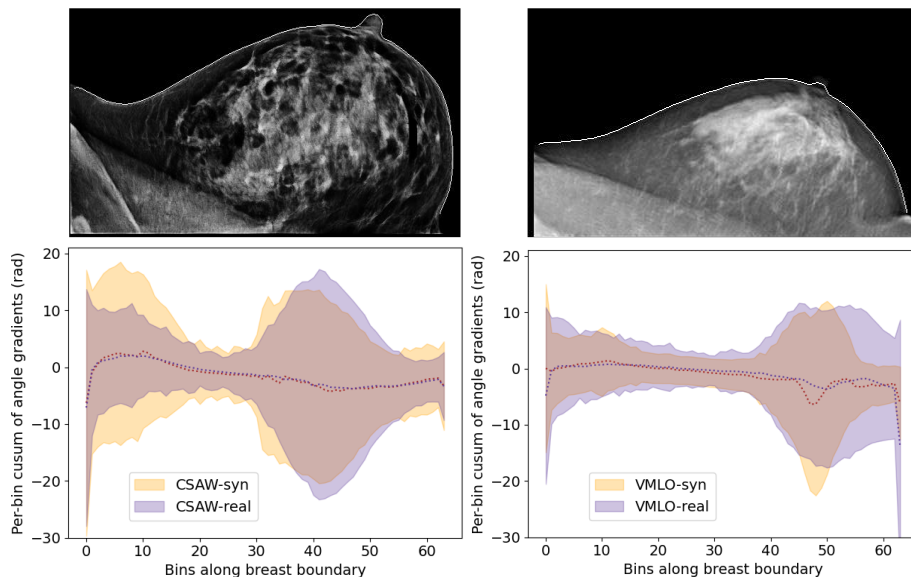 20
10
0
−10
−20
−30
Per-bin cusum of angle gradients (rad)
CSAW-syn
CSAW-real
0 10 20 30 40 50 60
Bins along breast boundary
20
10
0
−10
−20
−30
Per-bin cusum of angle gradients (rad)
VMLO-syn
VMLO-real
0 10 20 30 40 50 60
Bins along breast boundary